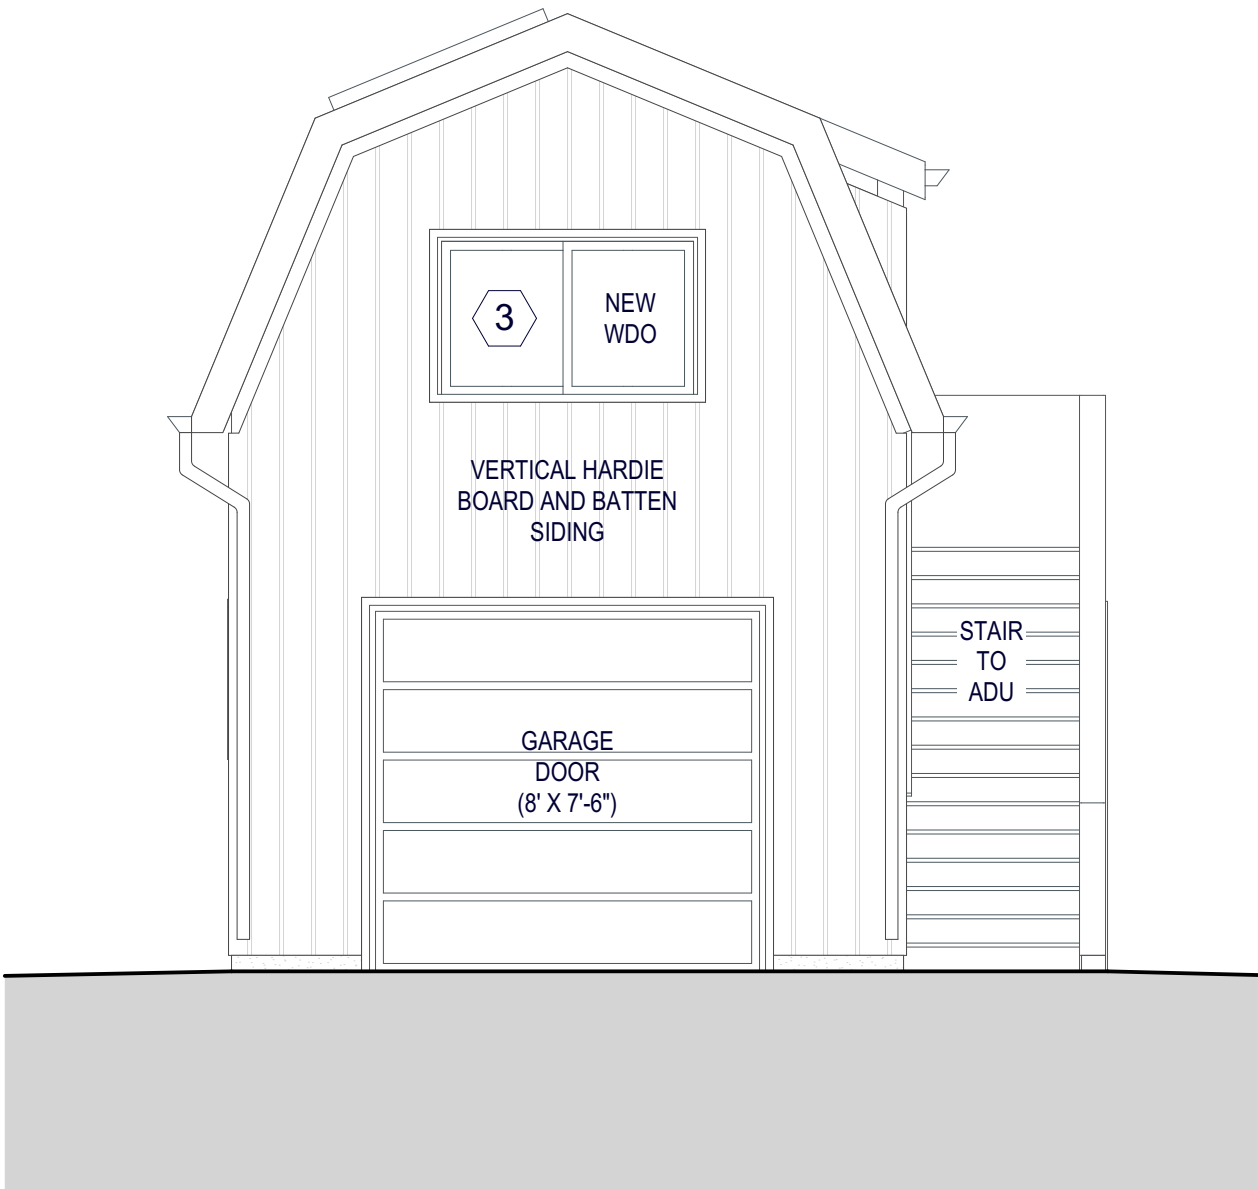 3
NEW
WDO
VERTICAL HARDIE
BOARD AND BATTEN
SIDING
STAIR
TO
ADU
GARAGE
DOOR
(8' X 7'-6")